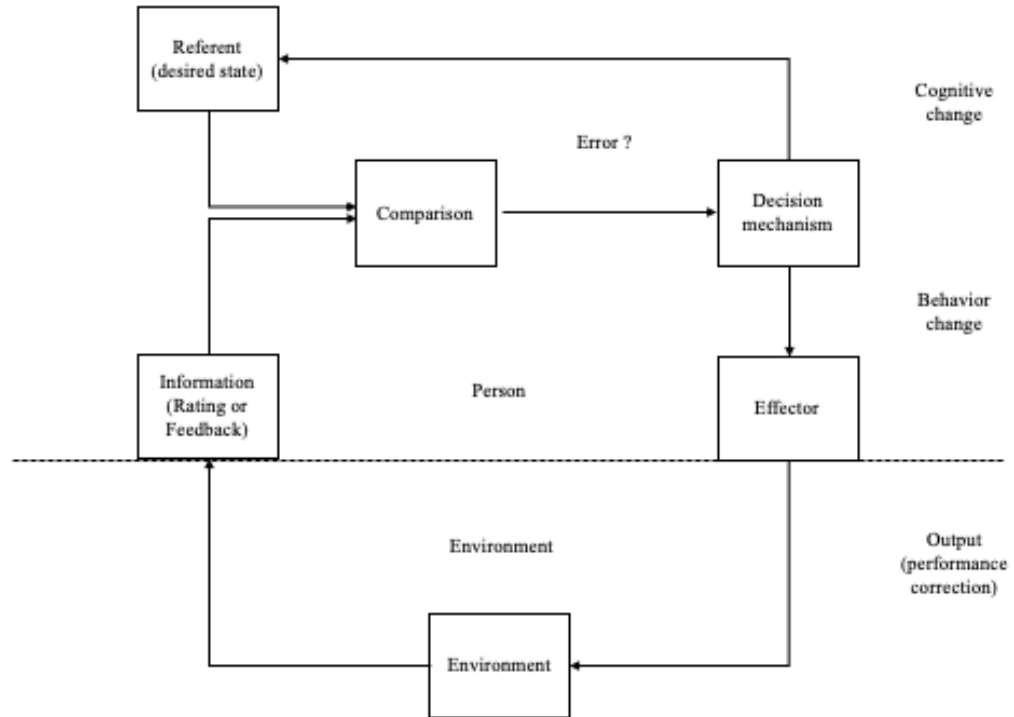 Referent
(desired state)
Cognitive
change
Error ?
Comparison
Decision
mechanism
Behavior
change
Information
(Rating or
Feedback)
Person
Effector
Environment
Output
(performance
correction)
Environment